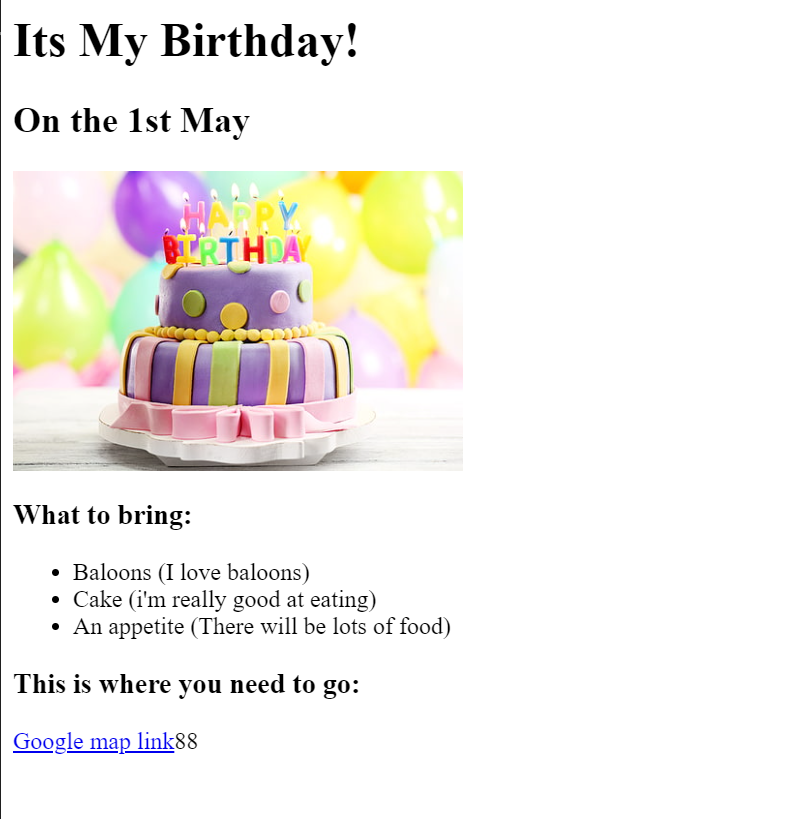 Its My Birthday!
On the 1st May
HAPPY
BIRTHDAY
What to bring:
Baloons (I love baloons)
Cake (i'm really good at eating)
An appetite (There will be lots of food)
This is where you need to go:
Google map link88